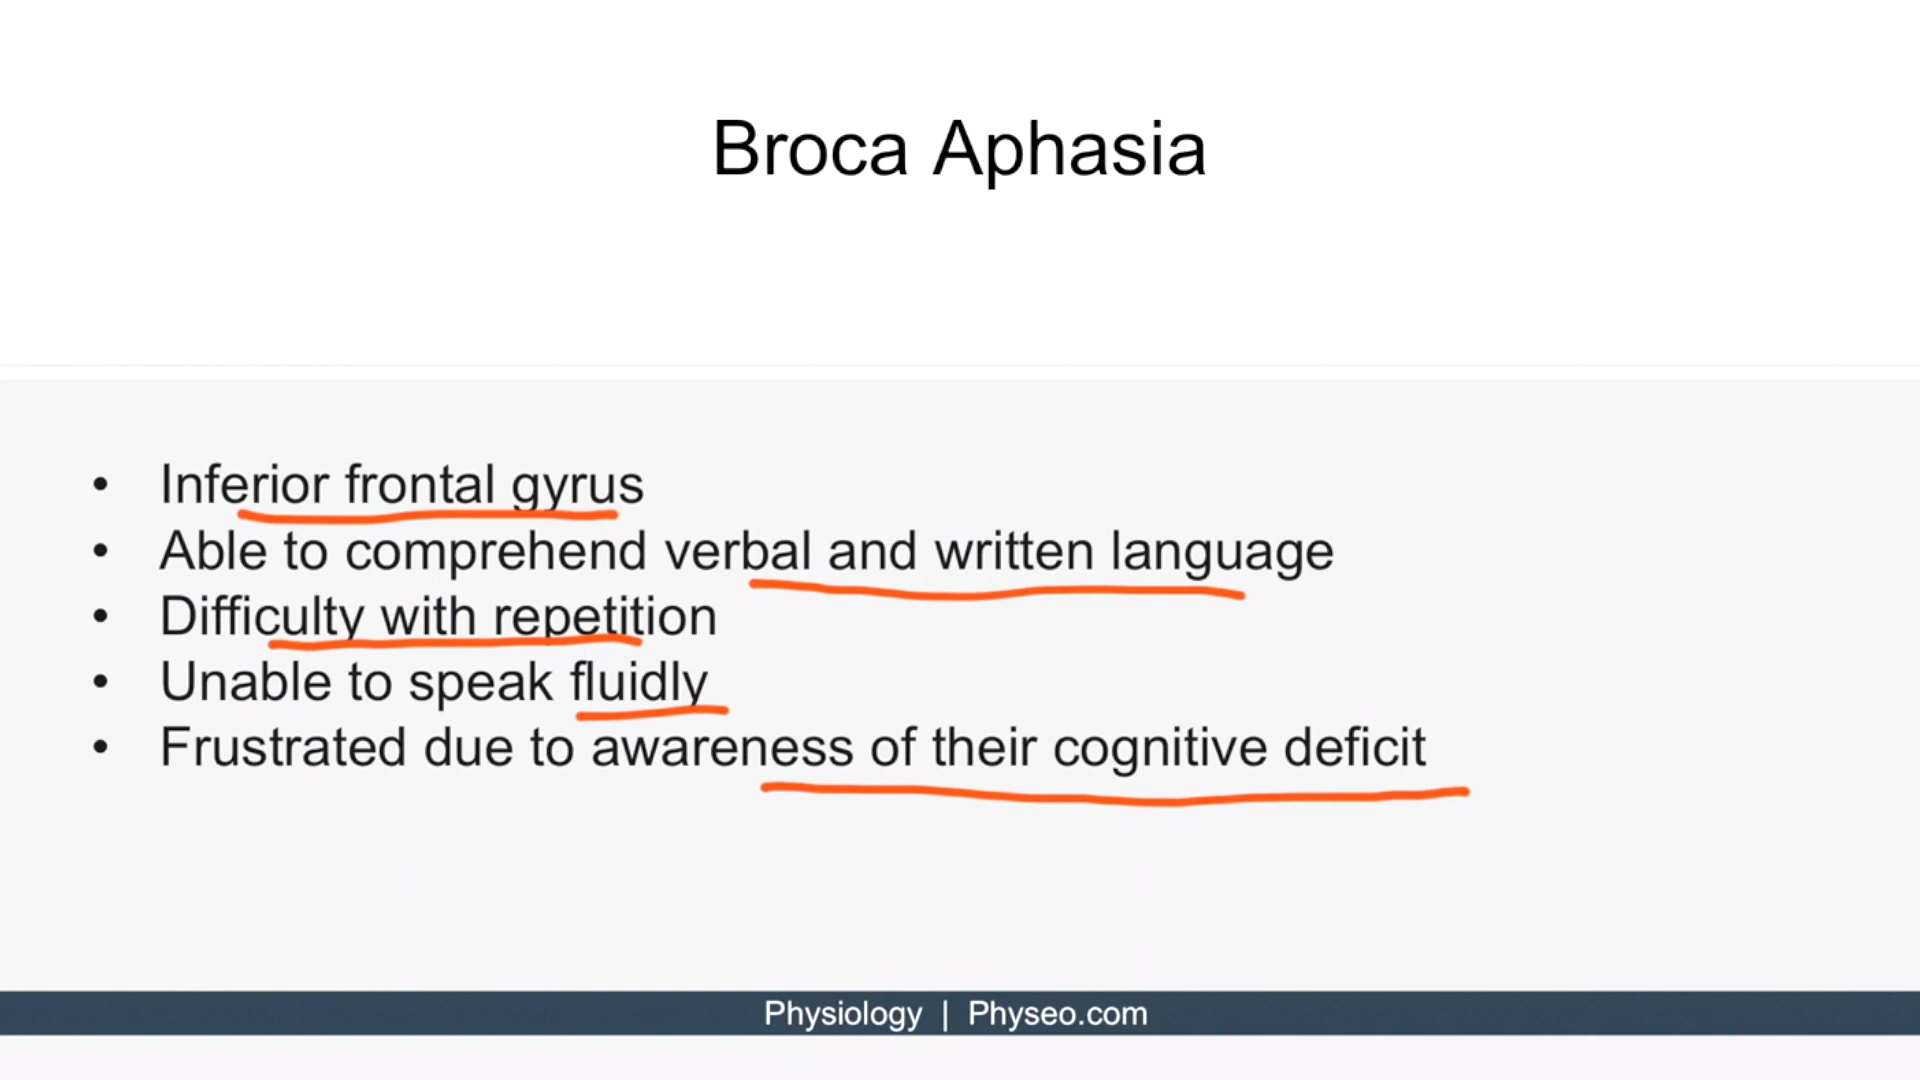 Broca Aphasia
• Inferior frontal gyrus
• Able to comprehend verbal and written language
• Difficulty with repetition
• Unable to speak fluidly
• Frustrated due to awareness of their cognitive deficit
Physiology | Physeo.com